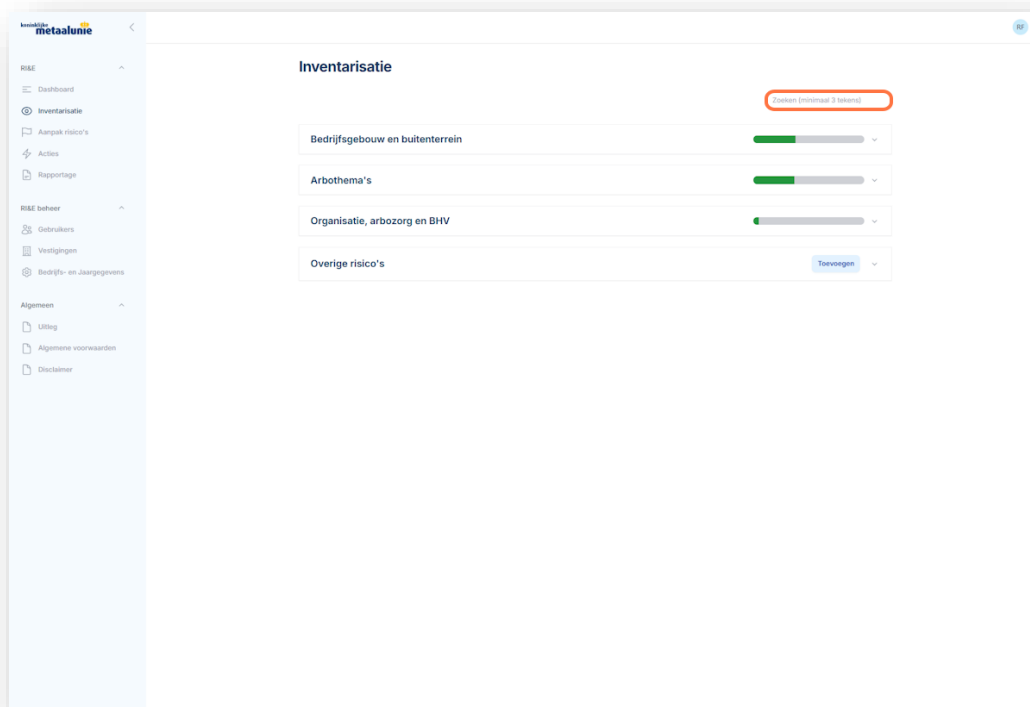 koninklijke
metaalunie
RF
RI&E
Dashboard
Inventarisatie
Aanpak risico's
Acties
Rapportage
RI&E beheer
Gebruikers
Vestigingen
Bedrijfs- en Jaargegevens
Algemeen
Uitleg
Algemene voorwaarden
Disclaimer
Inventarisatie
Zoeken (minimaal 3 tekens)
Bedrijfsgebouw en buitenterrein
Arbothema's
Organisatie, arbozorg en BHV
Overige risico's
Toevoegen